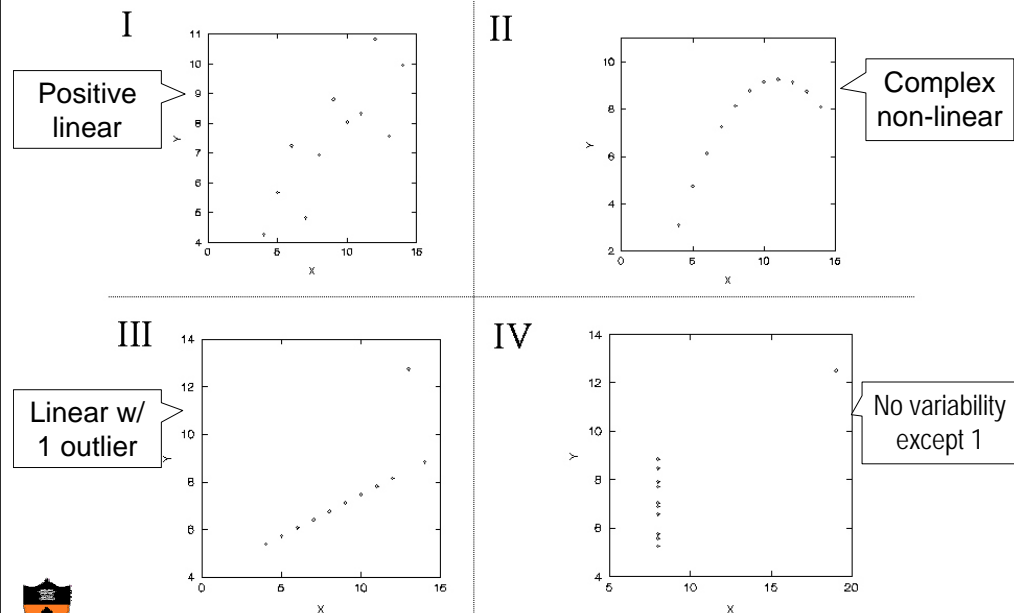 I
Positive
linear
11
10
9
8
7
6
5
4
Y
0
5
10
15
X
II
Complex
non-linear
10
8
6
4
2
Y
0
5
10
15
X
III
Linear w/
1 outlier
14
12
10
8
6
4
Y
0
5
10
15
X
IV
No variability
except 1
14
12
10
8
6
4
Y
5
10
15
20
X